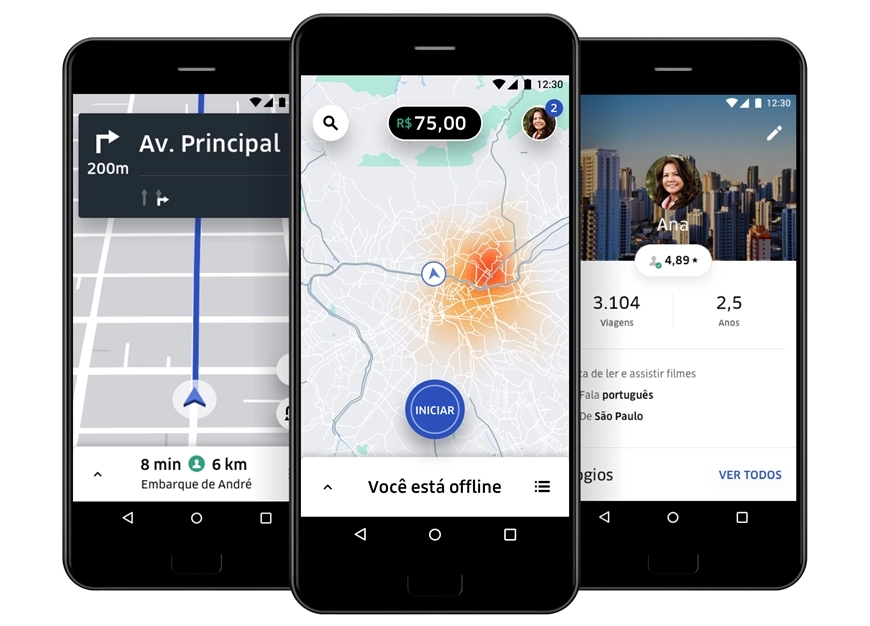 Av. Principal
200m
8 min 6 km
Embarque de André
12:30
R$75,00
2
INICIAR
Você está offline
12:30
Ana
4,89★
3.104
Viagens
2,5
Anos
de ler e assistir filmes
Fala português
De São Paulo
VER TODOS